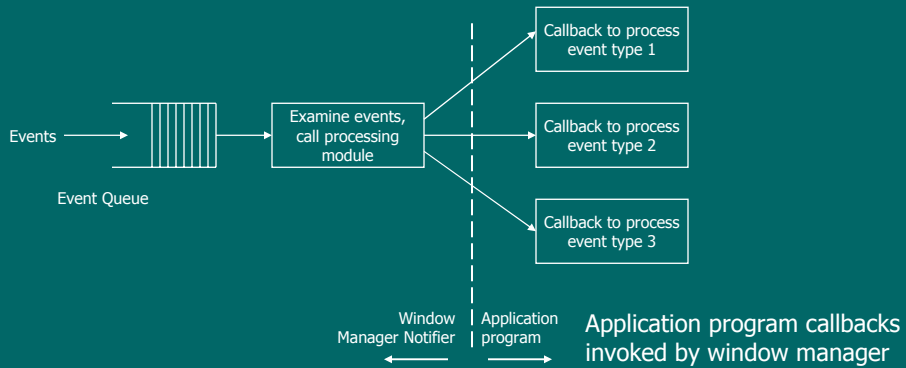 Callback to process
event type 1
Events
Event Queue
Examine events,
call processing
module
Callback to process
event type 2
Callback to process
event type 3
Window
Manager Notifier
Application
program
Application program callbacks
invoked by window manager